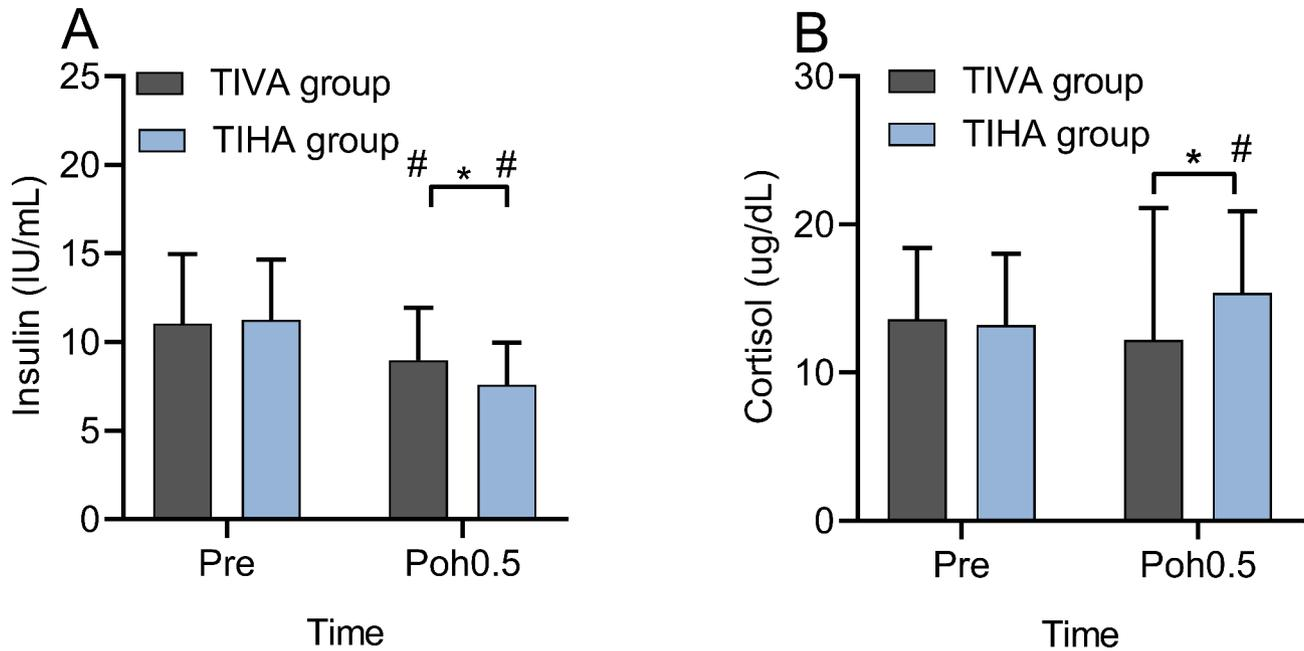 A
Insulin (IU/mL)
25
20
15
10
5
0
TIVA group
TIHA group
# * #
Pre Poh0.5
Time
B
Cortisol (ug/dL)
30
20
10
0
TIVA group
TIHA group
* #
Pre Poh0.5
Time